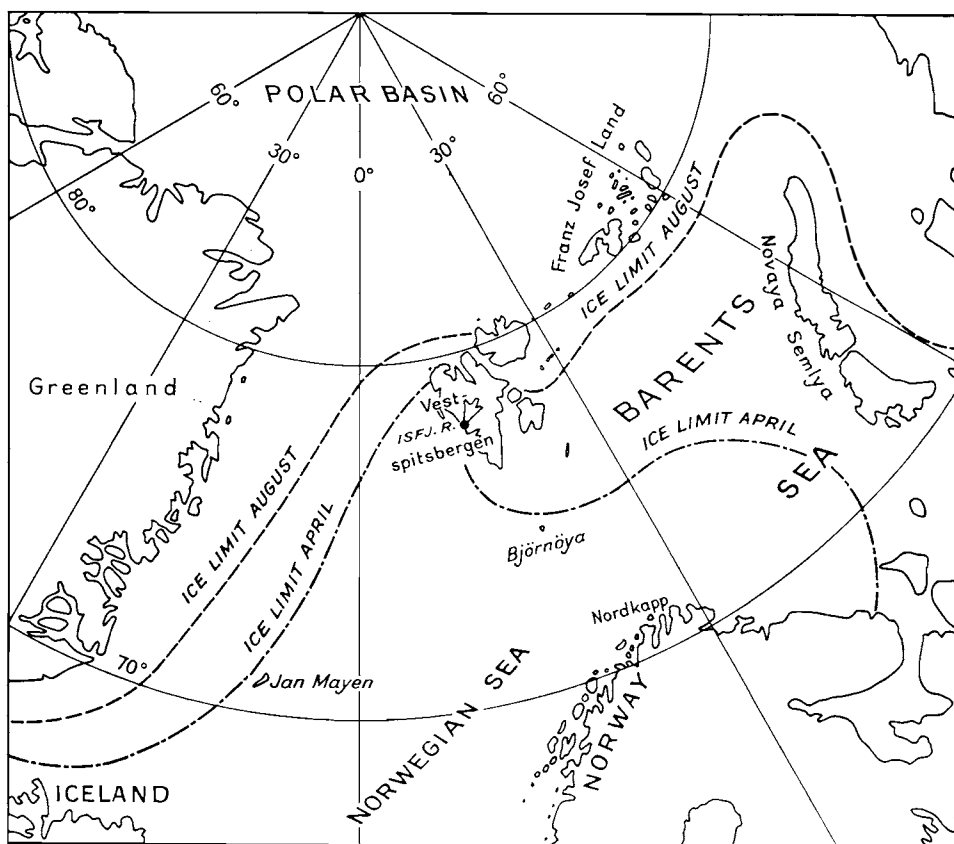 POLAR BASIN
60°
60°
30°
0°
30°
80°
Franz Josef Land
ICE LIMIT AUGUST
Novaya
Semlya
BARENTS
SEA
Greenland
Vest-
ISFJ. R.
spitsbergen
ICE LIMIT APRIL
ICE LIMIT AUGUST
ICE LIMIT APRIL
Björnöya
Nordkapp
70°
Jan Mayen
NORWEGIAN SEA
NORWAY
ICELAND